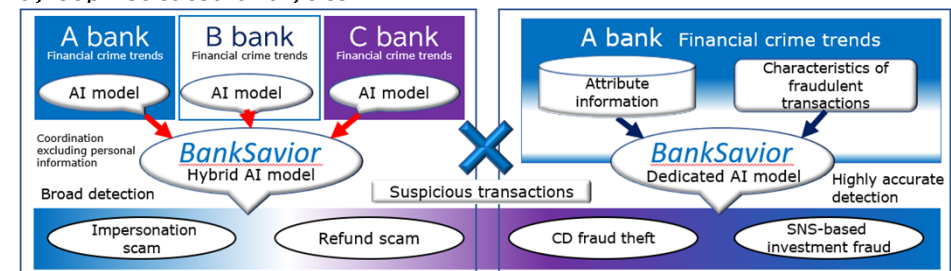 A bank
Financial crime trends
AI model
B bank
Financial crime trends
AI model
C bank
Financial crime trends
AI model
Coordination
excluding personal
information
BankSavior
Hybrid AI model
Broad detection
Impersonation
scam
Refund scam
Suspicious transactions
A bank Financial crime trends
Attribute
information
Characteristics of
fraudulent
transactions
BankSavior
Dedicated AI model
Highly accurate
detection
CD fraud theft
SNS-based
investment fraud